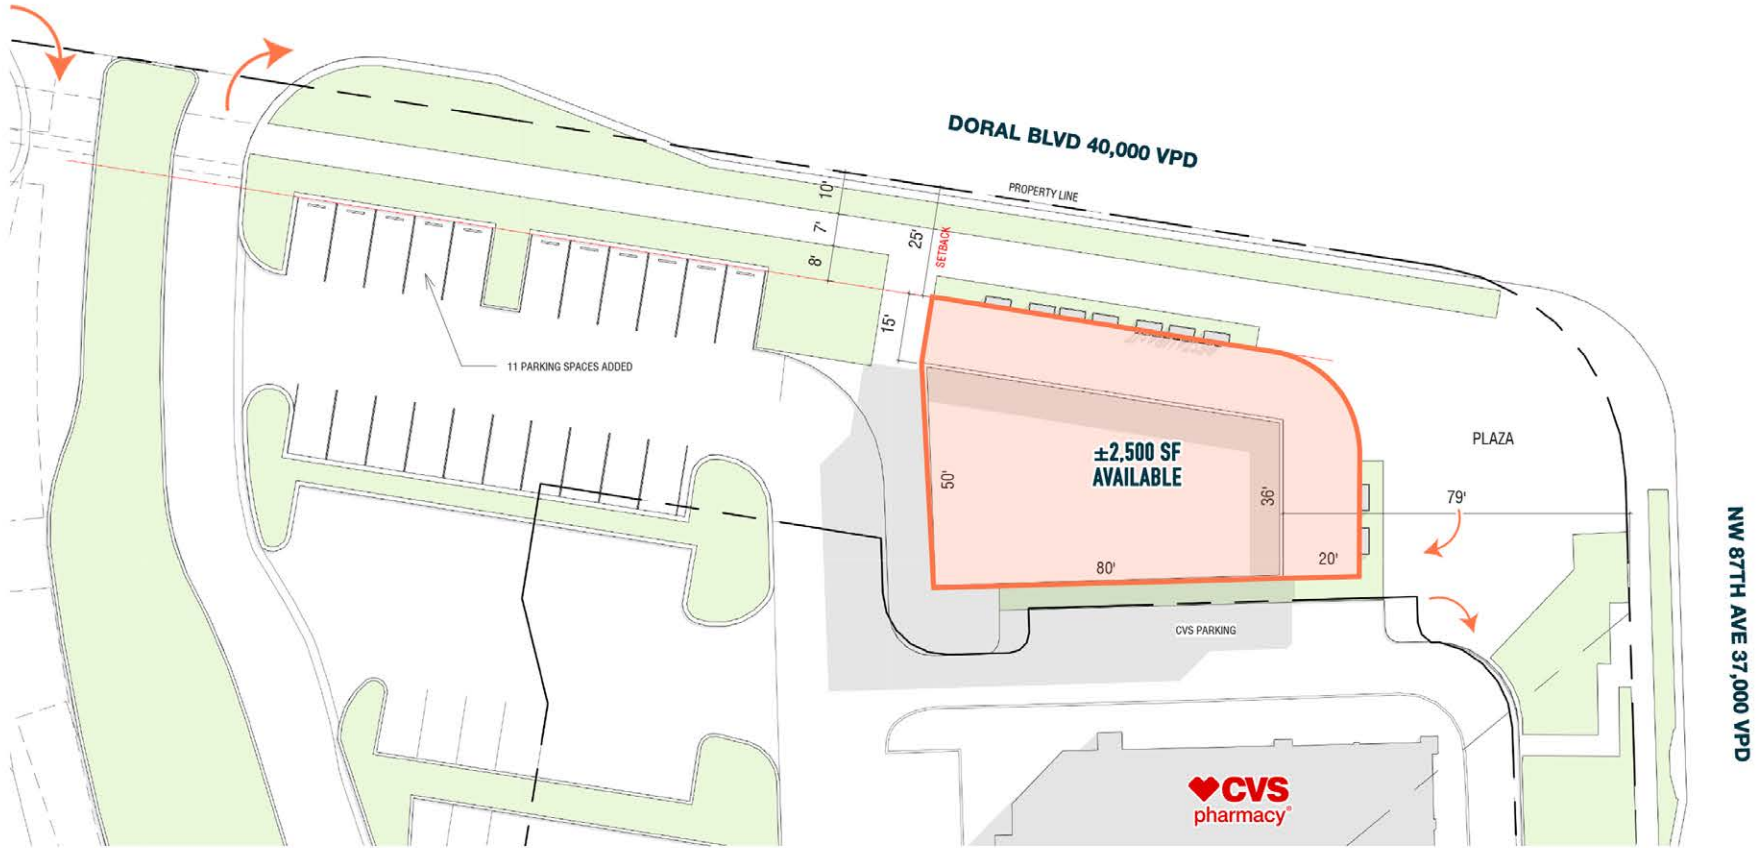 DORAL BLVD 40,000 VPD
PROPERTY LINE
10'
7'
8'
25'
SETBACK
15'
11 PARKING SPACES ADDED
±2,500 SF
AVAILABLE
PLAZA
50'
36'
79'
80'
20'
CVS PARKING
NW 87TH AVE 37,000 VPD
CVS
pharmacy®